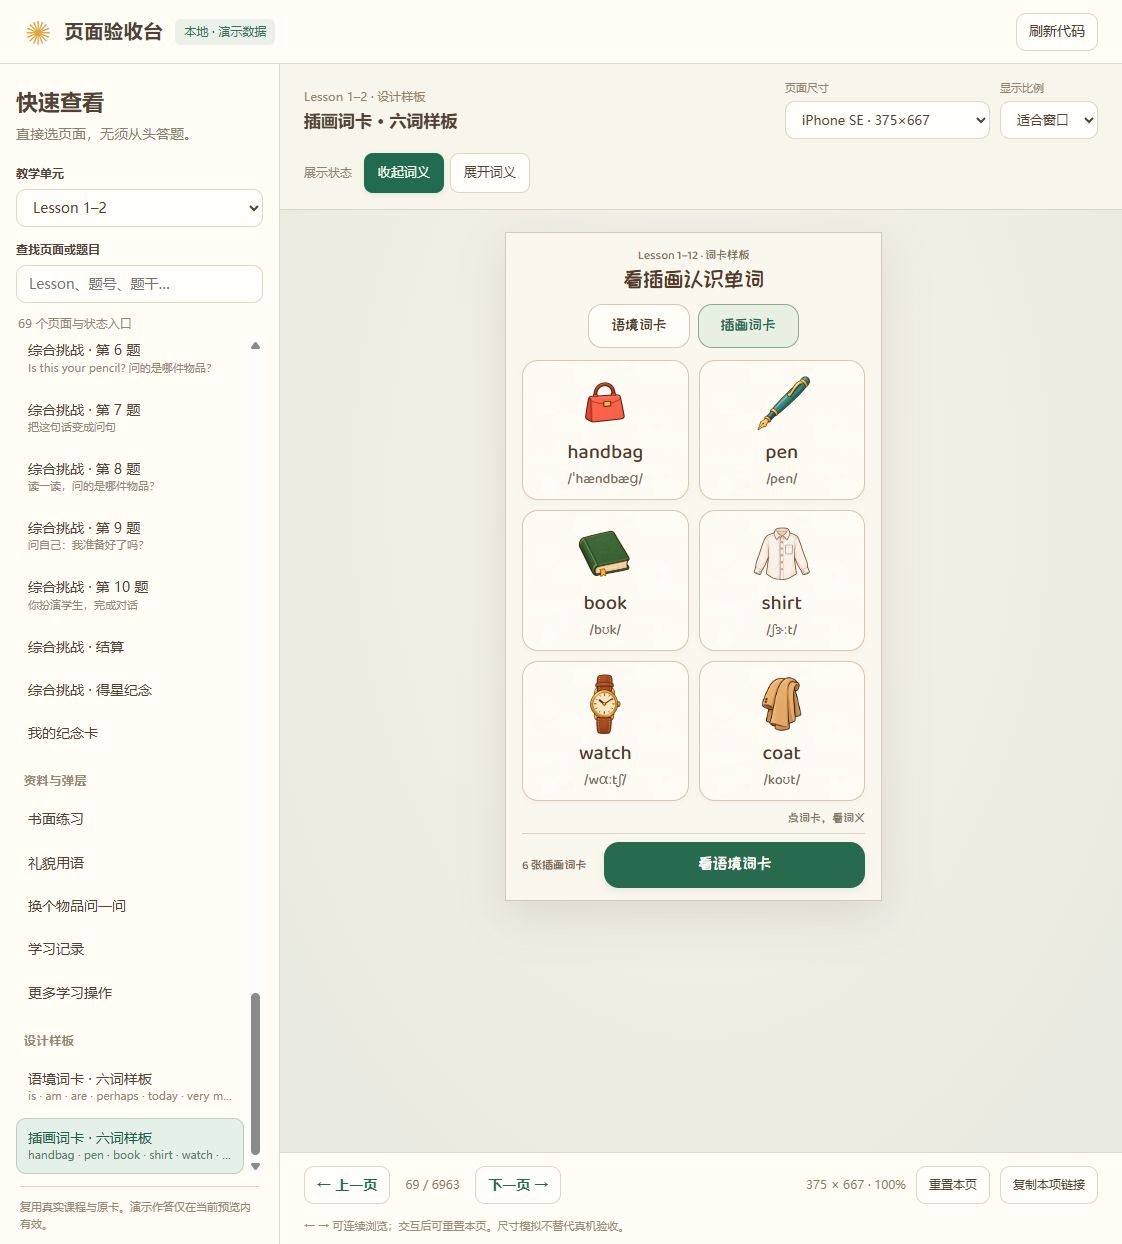 页面验收台
本地 · 演示数据
刷新代码
快速查看
直接选页面，无须从头答题。
教学单元
Lesson 1–2
查找页面或题目
Lesson、题号、题干...
69 个页面与状态入口
综合挑战 · 第 6 题
Is this your pencil? 问的是哪件物品?
综合挑战 · 第 7 题
把这句话变成问句
综合挑战 · 第 8 题
读一读，问的是哪件物品?
综合挑战 · 第 9 题
问自己：我准备好了吗?
综合挑战 · 第 10 题
你扮演学生，完成对话
综合挑战 · 结算
综合挑战 · 得星纪念
我的纪念卡
资料与弹层
书面练习
礼貌用语
换个物品问一问
学习记录
更多学习操作
设计样板
语境词卡 · 六词样板
is · am · are · perhaps · today · very m...
插画词卡 · 六词样板
handbag · pen · book · shirt · watch · ...
复用真实课程与原卡。演示作答仅在当前预览内
有效。
Lesson 1–2 · 设计样板
插画词卡 · 六词样板
页面尺寸
iPhone SE · 375×667
显示比例
适合窗口
展示状态
收起词义
展开词义
Lesson 1–12 · 词卡样板
看插画认识单词
语境词卡
插画词卡
handbag
/ˈhændbæɡ/
pen
/pen/
book
/bʊk/
shirt
/ʃɝːt/
watch
/wɑːtʃ/
coat
/koʊt/
点词卡，看词义
6 张插画词卡
看语境词卡
← 上一页
69 / 6963
下一页 →
375 × 667 · 100%
重置本页
复制本项链接
← → 可连续浏览；交互后可重置本页。尺寸模拟不替代真机验收。